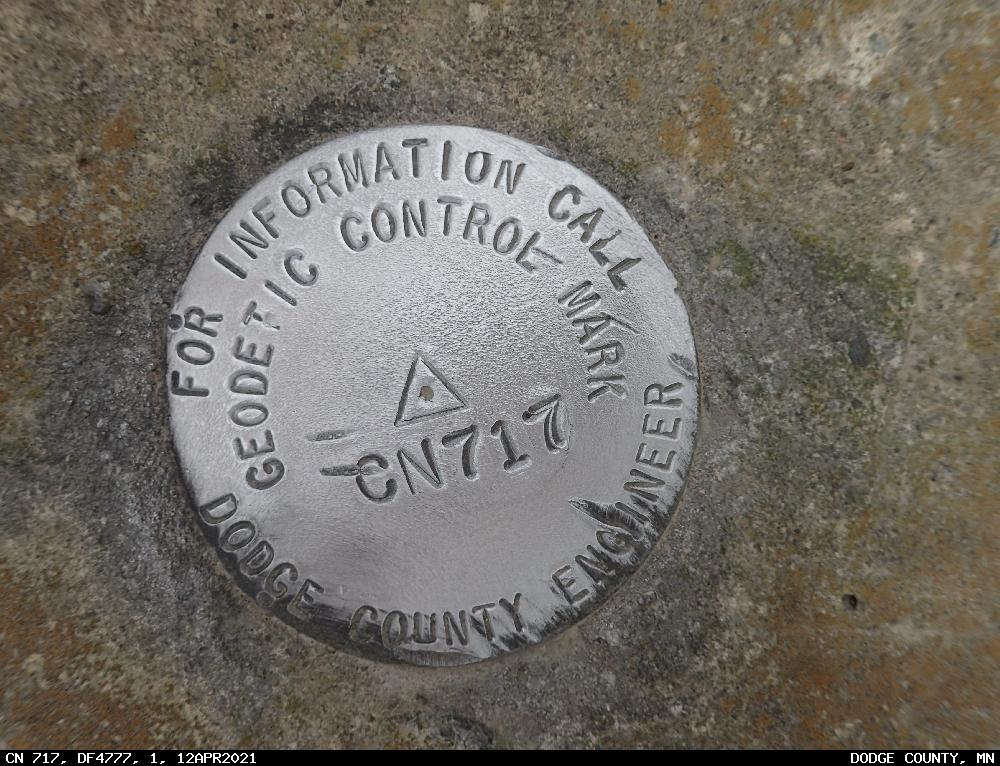 FOR INFORMATION CALL
GEODETIC CONTROL MARK
CN717
DODGE COUNTY ENGINEER
CN 717, DF4777, 1, 12APR2021
DODGE COUNTY, MN